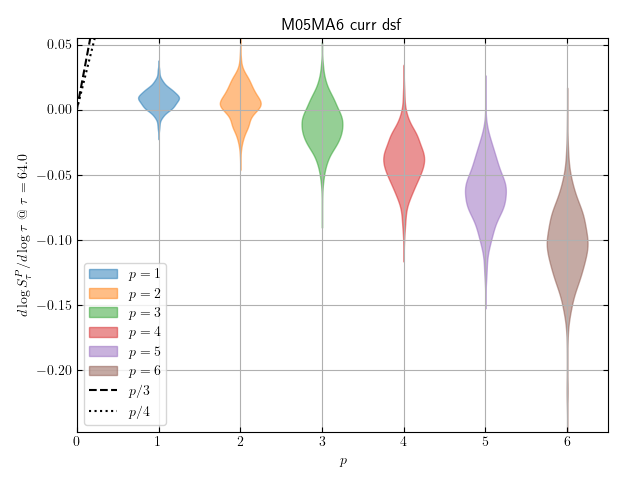 M05MA6 curr dsf
0.05
0.00
−0.05
−0.10
−0.15
−0.20
d log S_τ^P / d log τ @ τ = 64.0
p = 1
p = 2
p = 3
p = 4
p = 5
p = 6
p/3
p/4
0 1 2 3 4 5 6
p